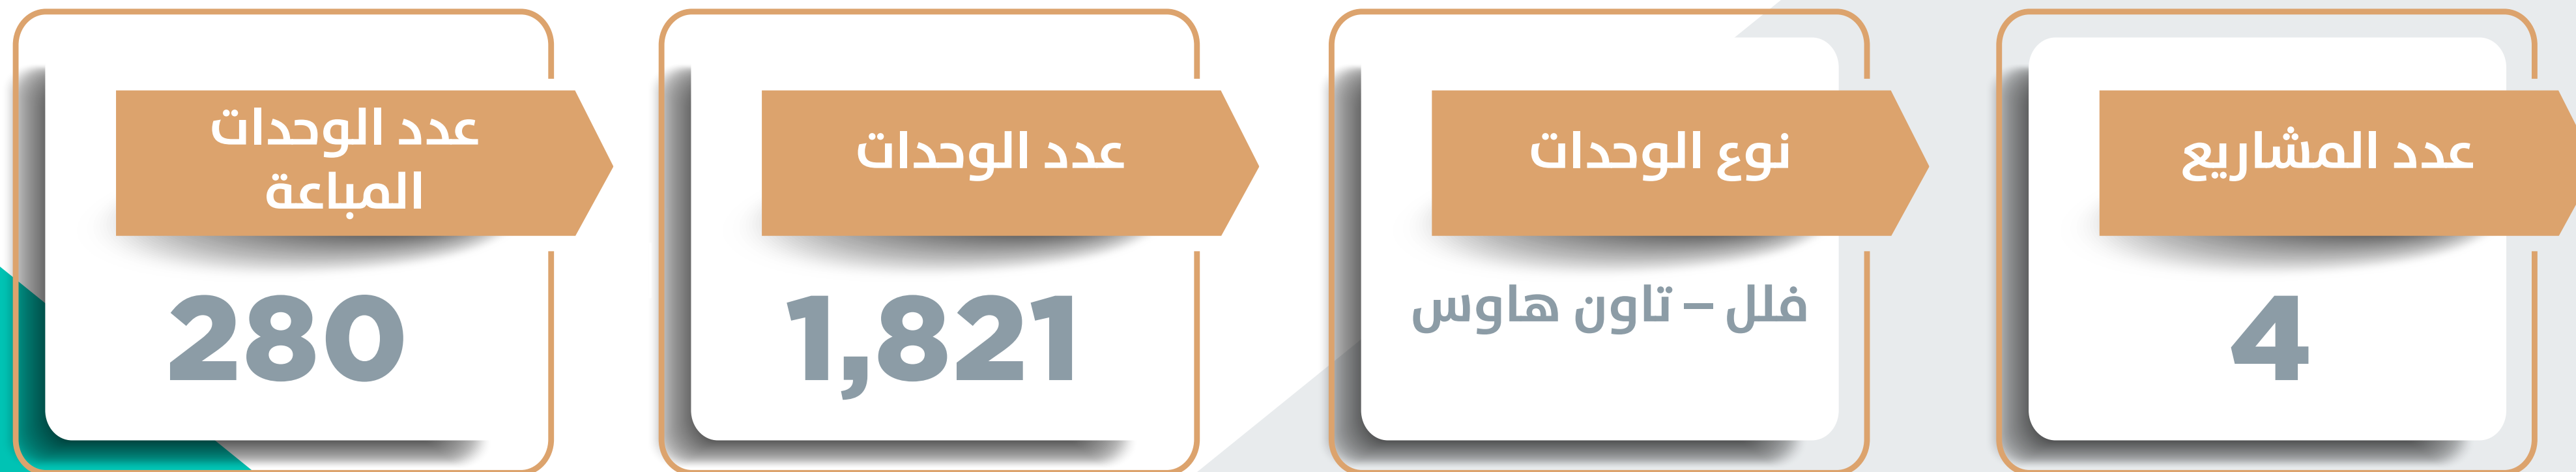 عدد المشاريع
4
نوع الوحدات
فلل – تاون هاوس
عدد الوحدات
1,821
عدد الوحدات
المباعة
280